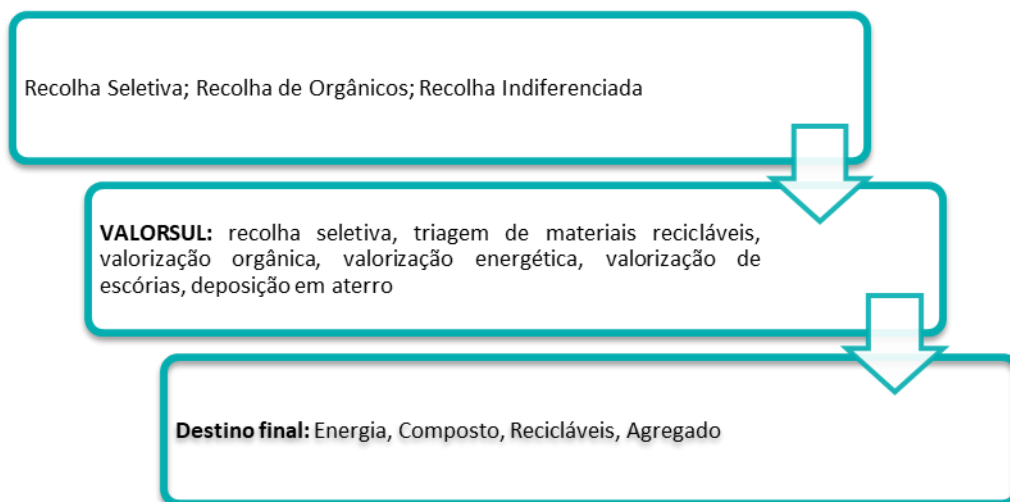 Recolha Seletiva; Recolha de Orgânicos; Recolha Indiferenciada
VALORSUL: recolha seletiva, triagem de materiais recicláveis,
valorização orgânica, valorização energética, valorização de
escórias, deposição em aterro
Destino final: Energia, Composto, Recicláveis, Agregado